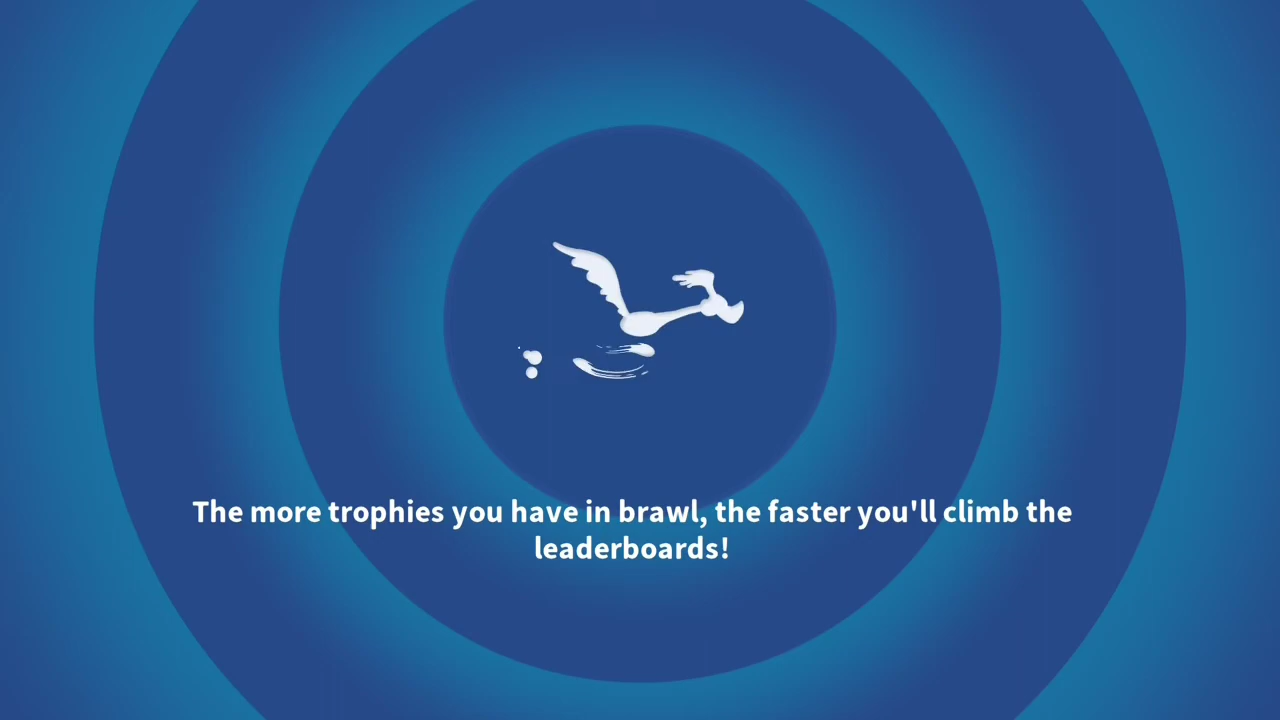 The more trophies you have in brawl, the faster you'll climb the
leaderboards!